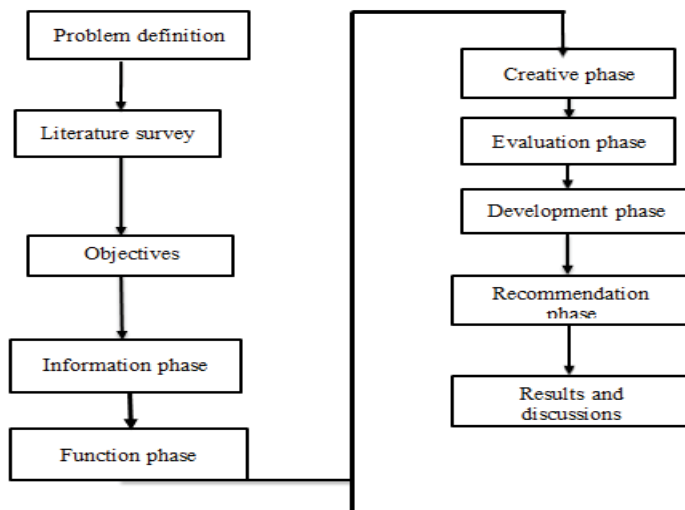 Problem definition
Literature survey
Objectives
Information phase
Function phase
Creative phase
Evaluation phase
Development phase
Recommendation
phase
Results and
discussions